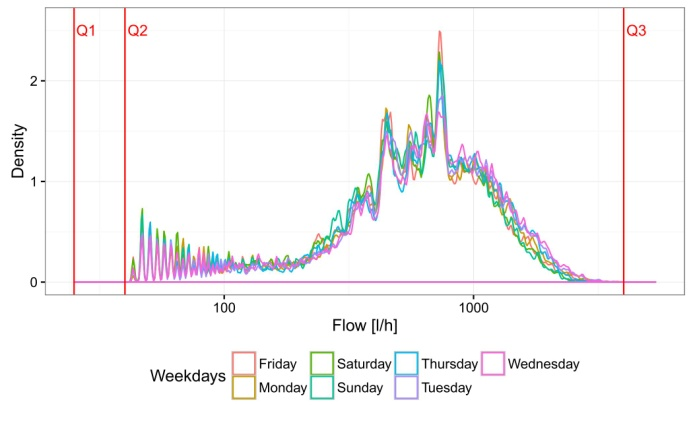 Q1 Q2 Q3
2
Density
1
0
100 1000
Flow [l/h]
Weekdays
Friday Saturday Thursday Wednesday
Monday Sunday Tuesday